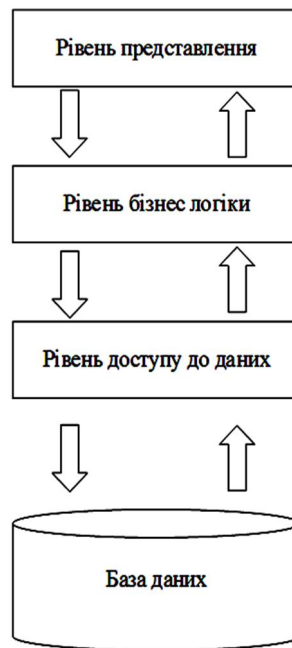 Рівень представлення
Рівень бізнес логіки
Рівень доступу до даних
База даних